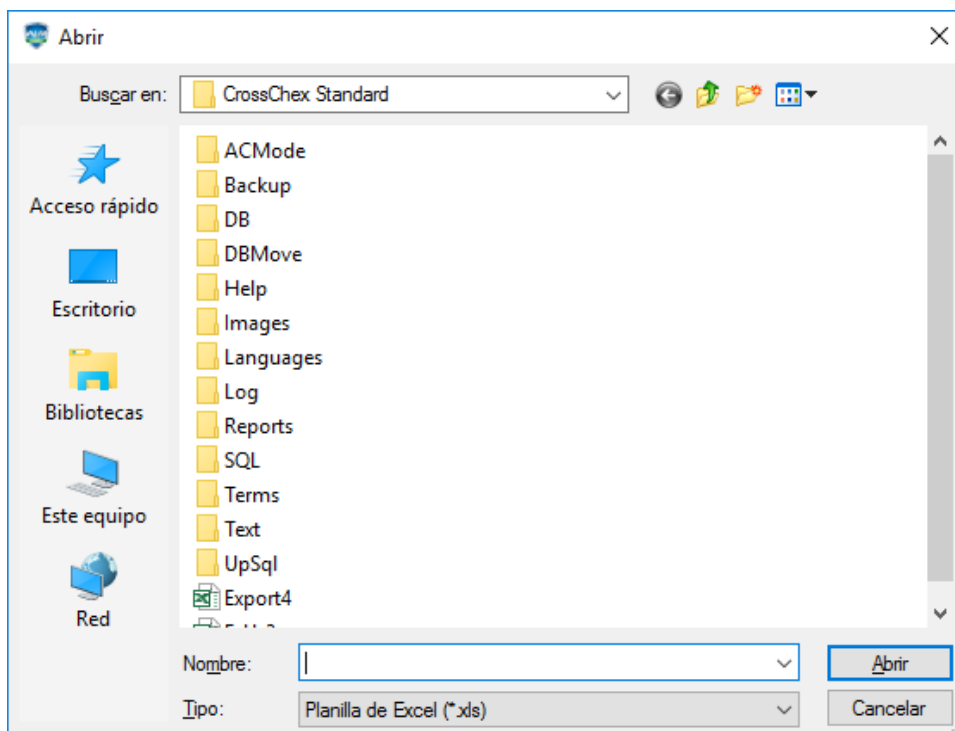 Abrir
Buscar en: CrossChex Standard
Acceso rápido
Escritorio
Bibliotecas
Este equipo
Red
ACMode
Backup
DB
DBMove
Help
Images
Languages
Log
Reports
SQL
Terms
Text
UpSql
Export4
Nombre:
Abrir
Tipo: Planilla de Excel (*.xls)
Cancelar